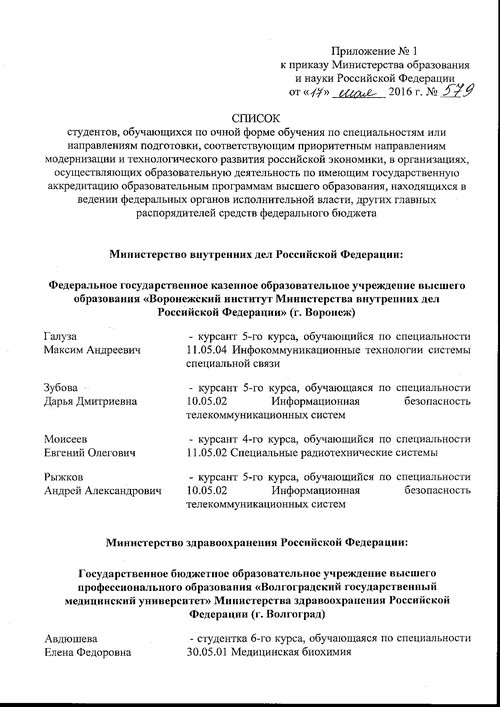 Приложение № 1
к приказу Министерства образования
и науки Российской Федерации
от «17» мая 2016 г. № 579
СПИСОК
студентов, обучающихся по очной форме обучения по специальностям или
направлениям подготовки, соответствующим приоритетным направлениям
модернизации и технологического развития российской экономики, в организациях,
осуществляющих образовательную деятельность по имеющим государственную
аккредитацию образовательным программам высшего образования, находящихся в
ведении федеральных органов исполнительной власти, других главных
распорядителей средств федерального бюджета
Министерство внутренних дел Российской Федерации:
Федеральное государственное казенное образовательное учреждение высшего
образования «Воронежский институт Министерства внутренних дел
Российской Федерации» (г. Воронеж)
Галуза - курсант 5-го курса, обучающийся по специальности
Максим Андреевич 11.05.04 Инфокоммуникационные технологии системы
специальной связи
Зубова - курсант 5-го курса, обучающаяся по специальности
Дарья Дмитриевна 10.05.02 Информационная безопасность
телекоммуникационных систем
Моисеев - курсант 4-го курса, обучающийся по специальности
Евгений Олегович 11.05.02 Специальные радиотехнические системы
Рыжков - курсант 5-го курса, обучающийся по специальности
Андрей Александрович 10.05.02 Информационная безопасность
телекоммуникационных систем
Министерство здравоохранения Российской Федерации:
Государственное бюджетное образовательное учреждение высшего
профессионального образования «Волгоградский государственный
медицинский университет» Министерства здравоохранения Российской
Федерации (г. Волгоград)
Авдюшева - студентка 6-го курса, обучающаяся по специальности
Елена Федоровна 30.05.01 Медицинская биохимия